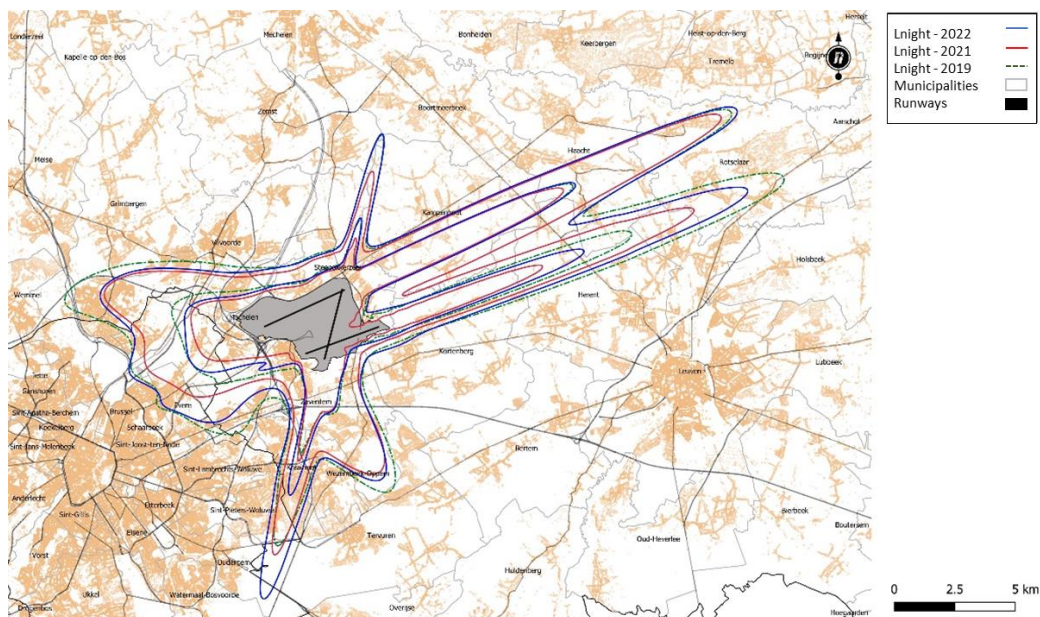 Londerzeel
Mechelen
Bonheiden
Heist-op-den-Berg
Herselt
Kapelle-op-den-Bos
Keerbergen
Tremelo
Zemst
Boortmeerbeek
Aarschot
Haacht
Meise
Rotselaar
Grimbergen
Kampenhout
Vilvoorde
Holsbeek
Steenokkerzeel
Wemmel
Herent
Machelen
Kortenberg
Lubbeek
Leuven
Jette
Ganshoren
Zaventem
Evere
Brussel
Sint-Agatha-Berchem
Koekelberg
Schaarbeek
Sint-Jans-Molenbeek
Sint-Joost-ten-Node
Bertem
Sint-Lambrechts-Woluwe
Kraainem
Wezembeek-Oppem
Anderlecht
Etterbeek
Sint-Pieters-Woluwe
Bierbeek
Sint-Gillis
Elsene
Tervuren
Boutersem
Oud-Heverlee
Vorst
Oudergem
Huldenberg
Ukkel
Watermaal-Bosvoorde
Drogenbos
Overijse
Lnight - 2022
Lnight - 2021
Lnight - 2019
Municipalities
Runways
0 2.5 5 km